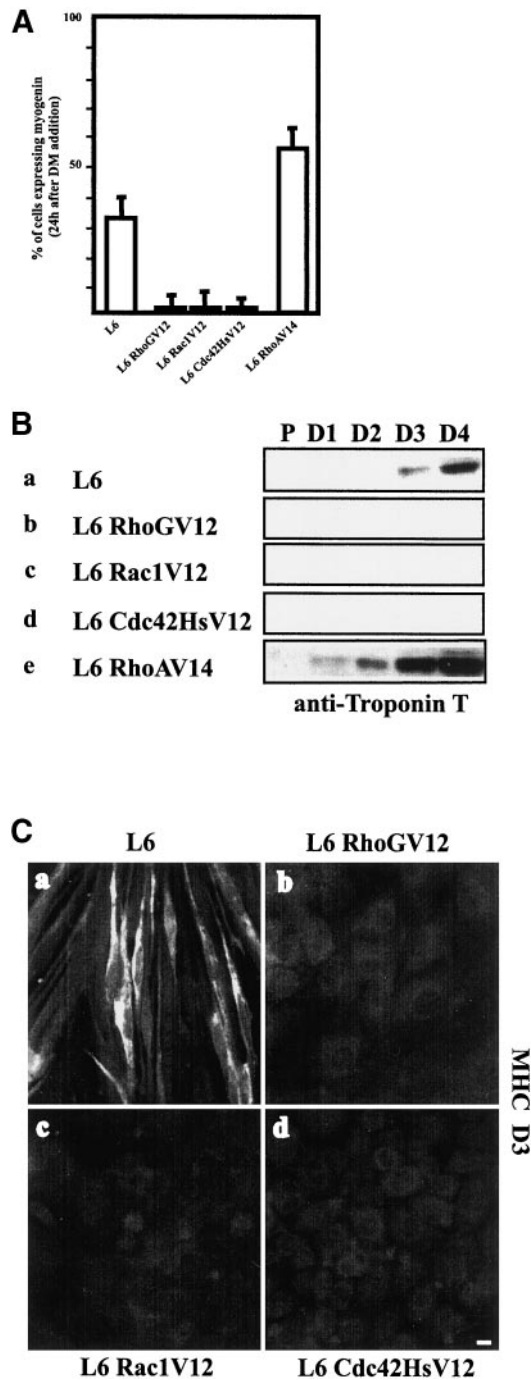 A
100
50
% of cells expressing myogenin
(24h after DM addition)
L6
L6 RhoGV12
L6 Rac1V12
L6 Cdc42HsV12
L6 RhoAV14
B
P D1 D2 D3 D4
a L6
b L6 RhoGV12
c L6 Rac1V12
d L6 Cdc42HsV12
e L6 RhoAV14
anti-Troponin T
C
L6 L6 RhoGV12
a b
c d
MHC D3
L6 Rac1V12 L6 Cdc42HsV12